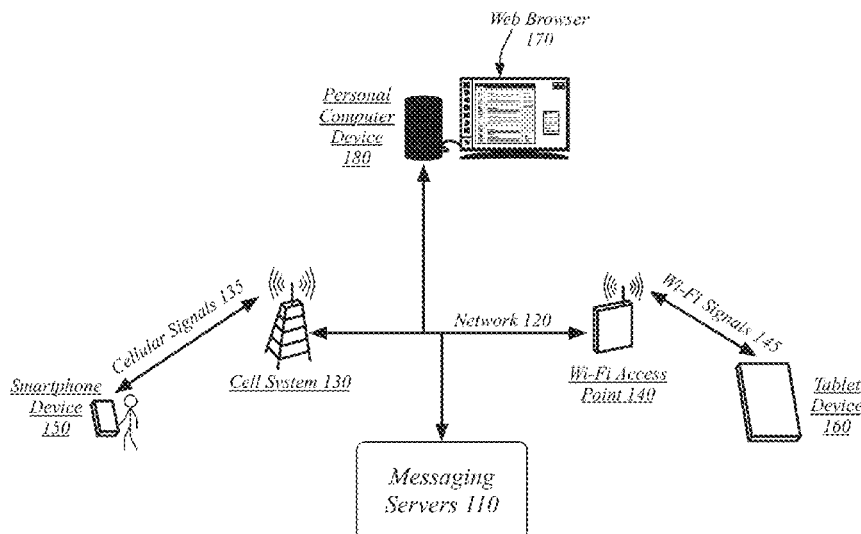 Web Browser
170
Personal
Computer
Device
180
Cellular Signals 135
Wi-Fi Signals 145
Network 120
Smartphone
Device
150
Cell System 130
Wi-Fi Access
Point 140
Tablet
Device
160
Messaging
Servers 110